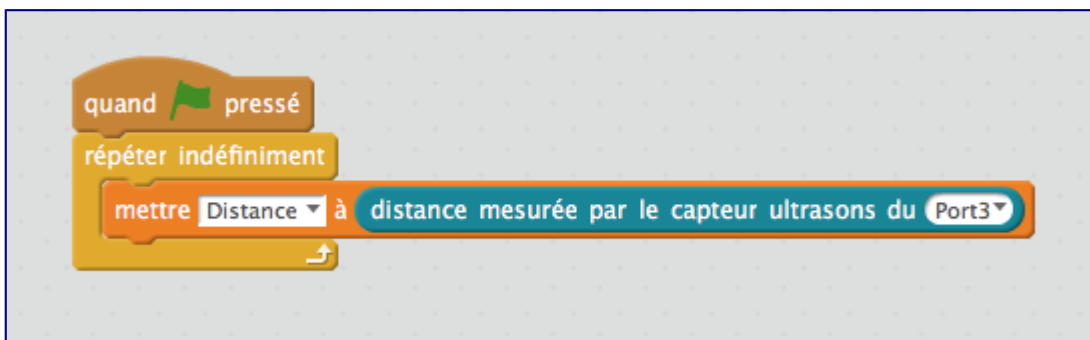 quand pressé
répéter indéfiniment
mettre Distance à distance mesurée par le capteur ultrasons du Port3